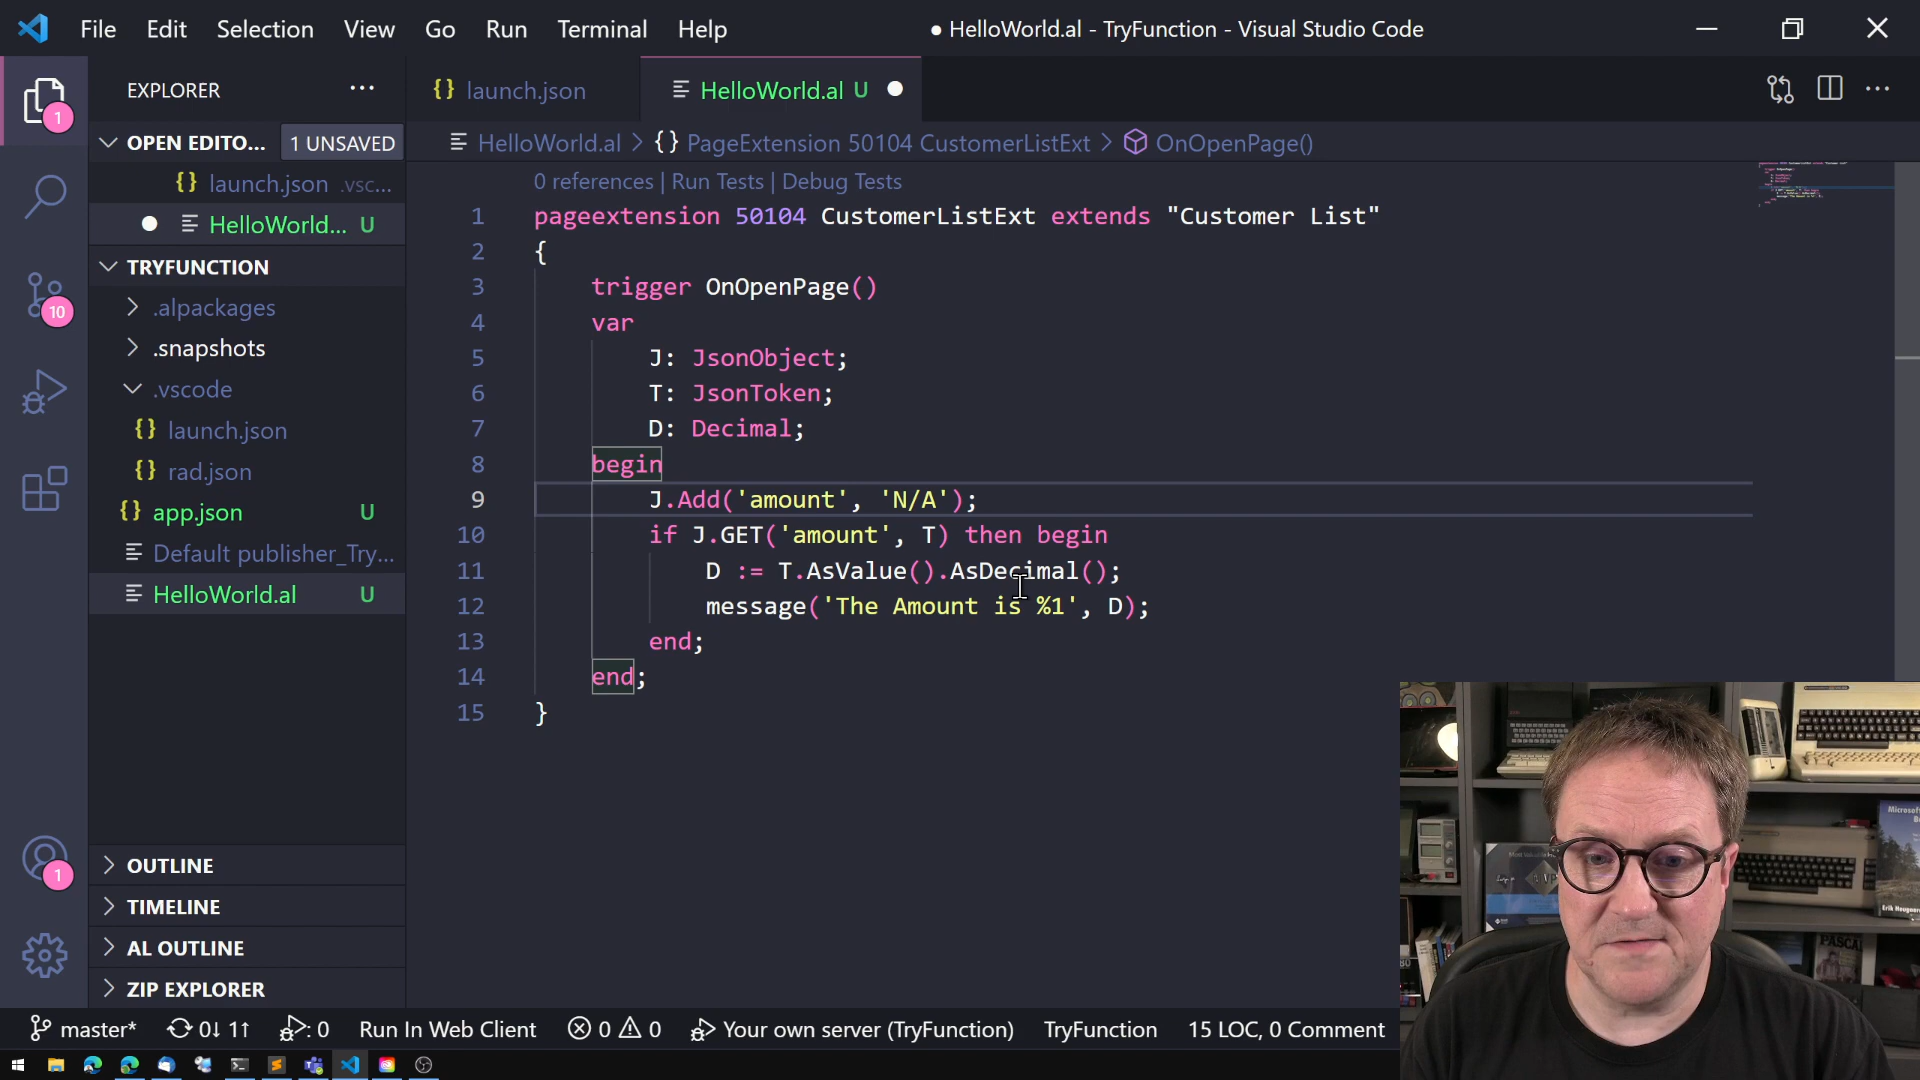 File Edit Selection View Go Run Terminal Help
● HelloWorld.al - TryFunction - Visual Studio Code
EXPLORER
OPEN EDITO... 1 UNSAVED
launch.json .vsc...
HelloWorld... U
TRYFUNCTION
.alpackages
.snapshots
.vscode
launch.json
rad.json
app.json U
Default publisher_Try...
HelloWorld.al U
OUTLINE
TIMELINE
AL OUTLINE
ZIP EXPLORER
1
10
1
launch.json
HelloWorld.al U
HelloWorld.al > {} PageExtension 50104 CustomerListExt > OnOpenPage()
0 references | Run Tests | Debug Tests
1 pageextension 50104 CustomerListExt extends "Customer List"
2 {
3 trigger OnOpenPage()
4 var
5 J: JsonObject;
6 T: JsonToken;
7 D: Decimal;
8 begin
9 J.Add('amount', 'N/A');
10 if J.GET('amount', T) then begin
11 D := T.AsValue().AsDecimal();
12 message('The Amount is %1', D);
13 end;
14 end;
15 }
master* 0↓ 1↑ : 0 Run In Web Client 0 0 Your own server (TryFunction) TryFunction 15 LOC, 0 Comment
PASCAL